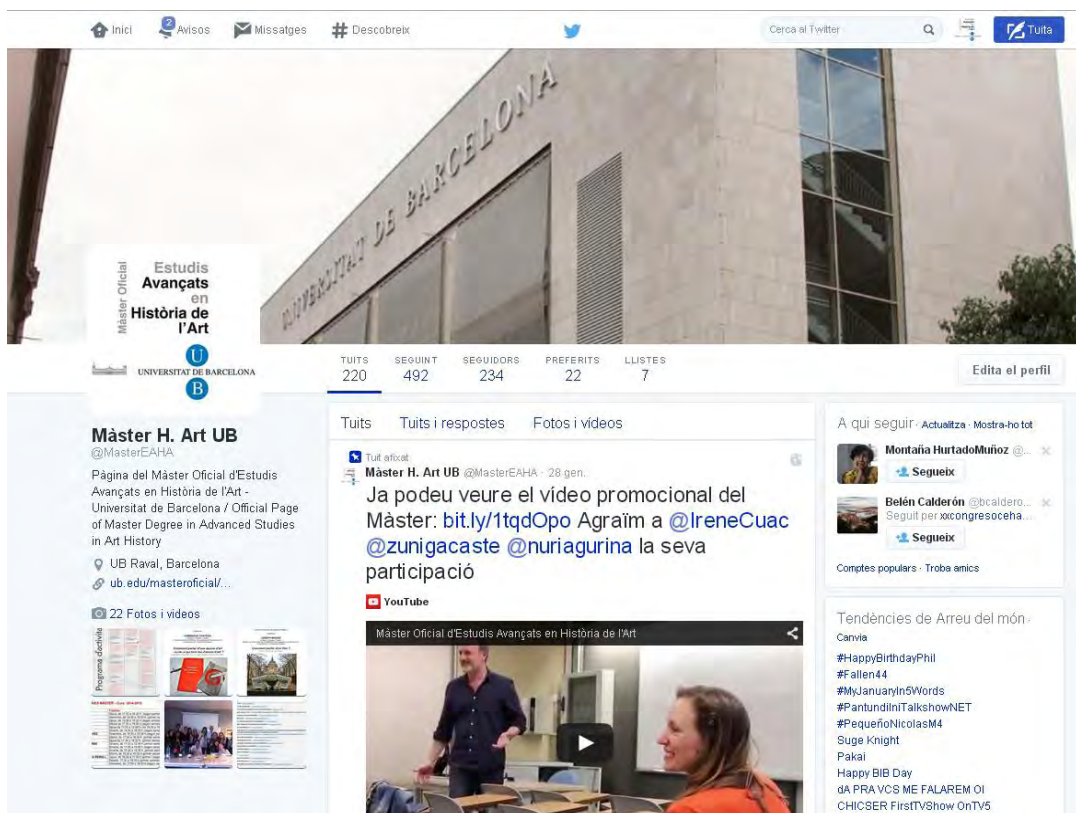 Inici
2
Avisos
Missatges
Descobreix
Cerca al Twitter
Tuita
UNIVERSITAT DE BARCELONA
Màster Oficial
Estudis
Avançats
en
Història de
l'Art
U
UNIVERSITAT DE BARCELONA
B
TUITS
220
SEGUINT
492
SEGUIDORS
234
PREFERITS
22
LLISTES
7
Edita el perfil
Màster H. Art UB
@MasterEAHA
Pàgina del Màster Oficial d'Estudis
Avançats en Història de l'Art -
Universitat de Barcelona / Official Page
of Master Degree in Advanced Studies
in Art History
UB Raval, Barcelona
ub.edu/masteroficial/...
22 Fotos i vídeos
Programa d'activita
Tuits
Tuits i respostes
Fotos i vídeos
Tuit afixat
Màster H. Art UB @MasterEAHA · 28 gen.
Ja podeu veure el vídeo promocional del
Màster: bit.ly/1tqdOpo Agraïm a @IreneCuac
@zunigacaste @nuriagurina la seva
participació
YouTube
Màster Oficial d'Estudis Avançats en Història de l'Art
A qui seguir · Actualitza · Mostra-ho tot
Montaña HurtadoMuñoz @...
Segueix
Belén Calderón @bcaldero...
Seguit per xxcongresoceha...
Segueix
Comptes populars · Troba amics
Tendències de Arreu del món ·
Canvia
#HappyBirthdayPhil
#Fallen44
#MyJanuaryIn5Words
#PantundiIniTalkshowNET
#PequeñoNicolasM4
Suge Knight
Pakai
Happy BIB Day
dA PRA VCS ME FALAREM OI
CHICSER FirstTVShow OnTV5